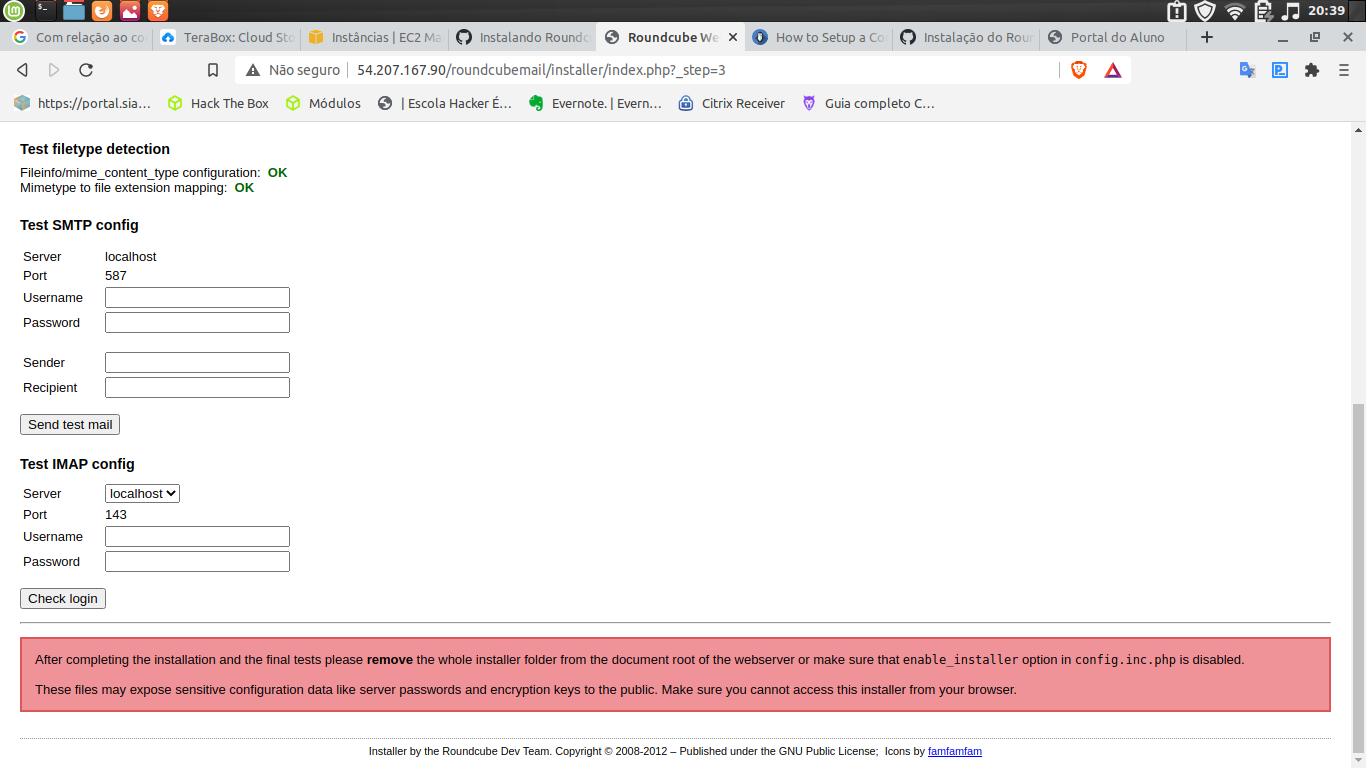 20:39
Com relação ao co
TeraBox: Cloud Sto
Instâncias | EC2 Ma
Instalando Roundc
Roundcube We
How to Setup a Co
Instalação do Roun
Portal do Aluno
Não seguro
54.207.167.90/roundcubemail/installer/index.php?_step=3
https://portal.sia...
Hack The Box
Módulos
| Escola Hacker É...
Evernote. | Evern...
Citrix Receiver
Guia completo C...
Test filetype detection
Fileinfo/mime_content_type configuration: OK
Mimetype to file extension mapping: OK
Test SMTP config
Server localhost
Port 587
Username
Password
Sender
Recipient
Send test mail
Test IMAP config
Server localhost
Port 143
Username
Password
Check login
After completing the installation and the final tests please remove the whole installer folder from the document root of the webserver or make sure that enable_installer option in config.inc.php is disabled.
These files may expose sensitive configuration data like server passwords and encryption keys to the public. Make sure you cannot access this installer from your browser.
Installer by the Roundcube Dev Team. Copyright © 2008-2012 – Published under the GNU Public License; Icons by famfamfam